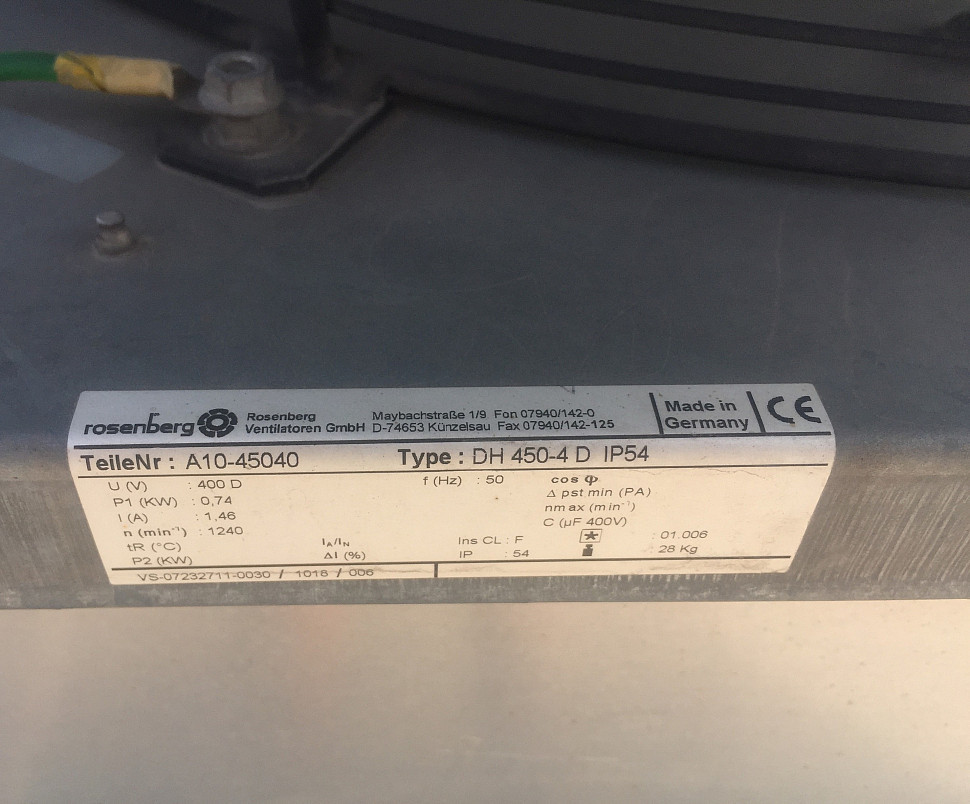 rosenberg Rosenberg Ventilatoren GmbH Maybachstraße 1/9 Fon 07940/142-0 D-74653 Künzelsau Fax 07940/142-125 Made in Germany CE
TeileNr : A10-45040 Type : DH 450-4 D IP54
U (V) : 400 D f (Hz) : 50 cos φ
P1 (KW) : 0,74 Δ pst min (PA)
I (A) : 1,46 nmax (min⁻¹)
n (min⁻¹) : 1240 C (µF 400V)
tR (°C) IA/IN Ins CL : F : 01.006
P2 (KW) ΔI (%) IP : 54 : 28 Kg
VS-07232711-0030 / 1018 / 006